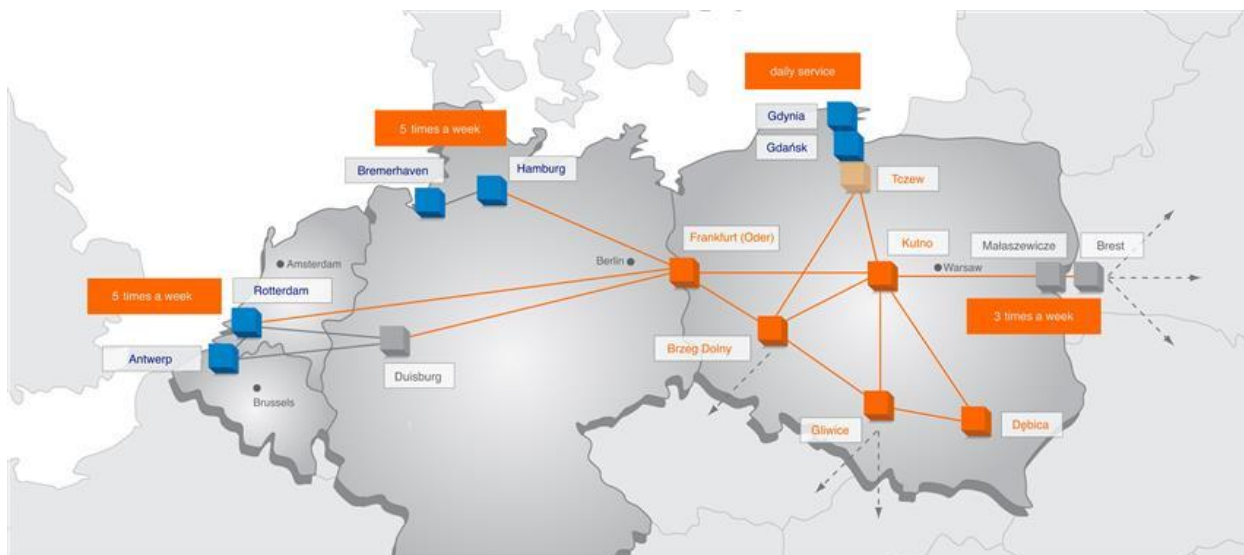 daily service
Gdynia
5 times a week
Gdańsk
Bremerhaven
Hamburg
Tczew
Frankfurt (Oder)
Kutno
Małaszewicze
Brest
Berlin
Warsaw
Amsterdam
5 times a week
Rotterdam
3 times a week
Antwerp
Brzeg Dolny
Duisburg
Brussels
Gliwice
Dębica